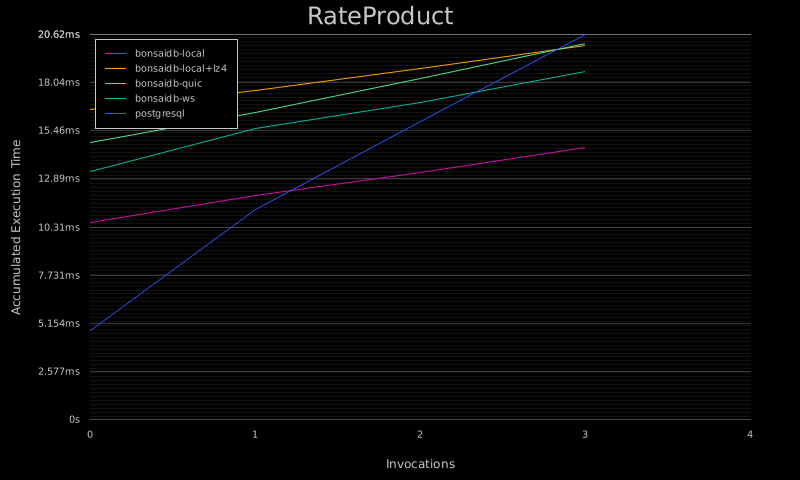 RateProduct
20.62ms
18.04ms
15.46ms
12.89ms
10.31ms
7.731ms
5.154ms
2.577ms
0s
Accumulated Execution Time
bonsaidb-local
bonsaidb-local+lz4
bonsaidb-quic
bonsaidb-ws
postgresql
0 1 2 3 4
Invocations